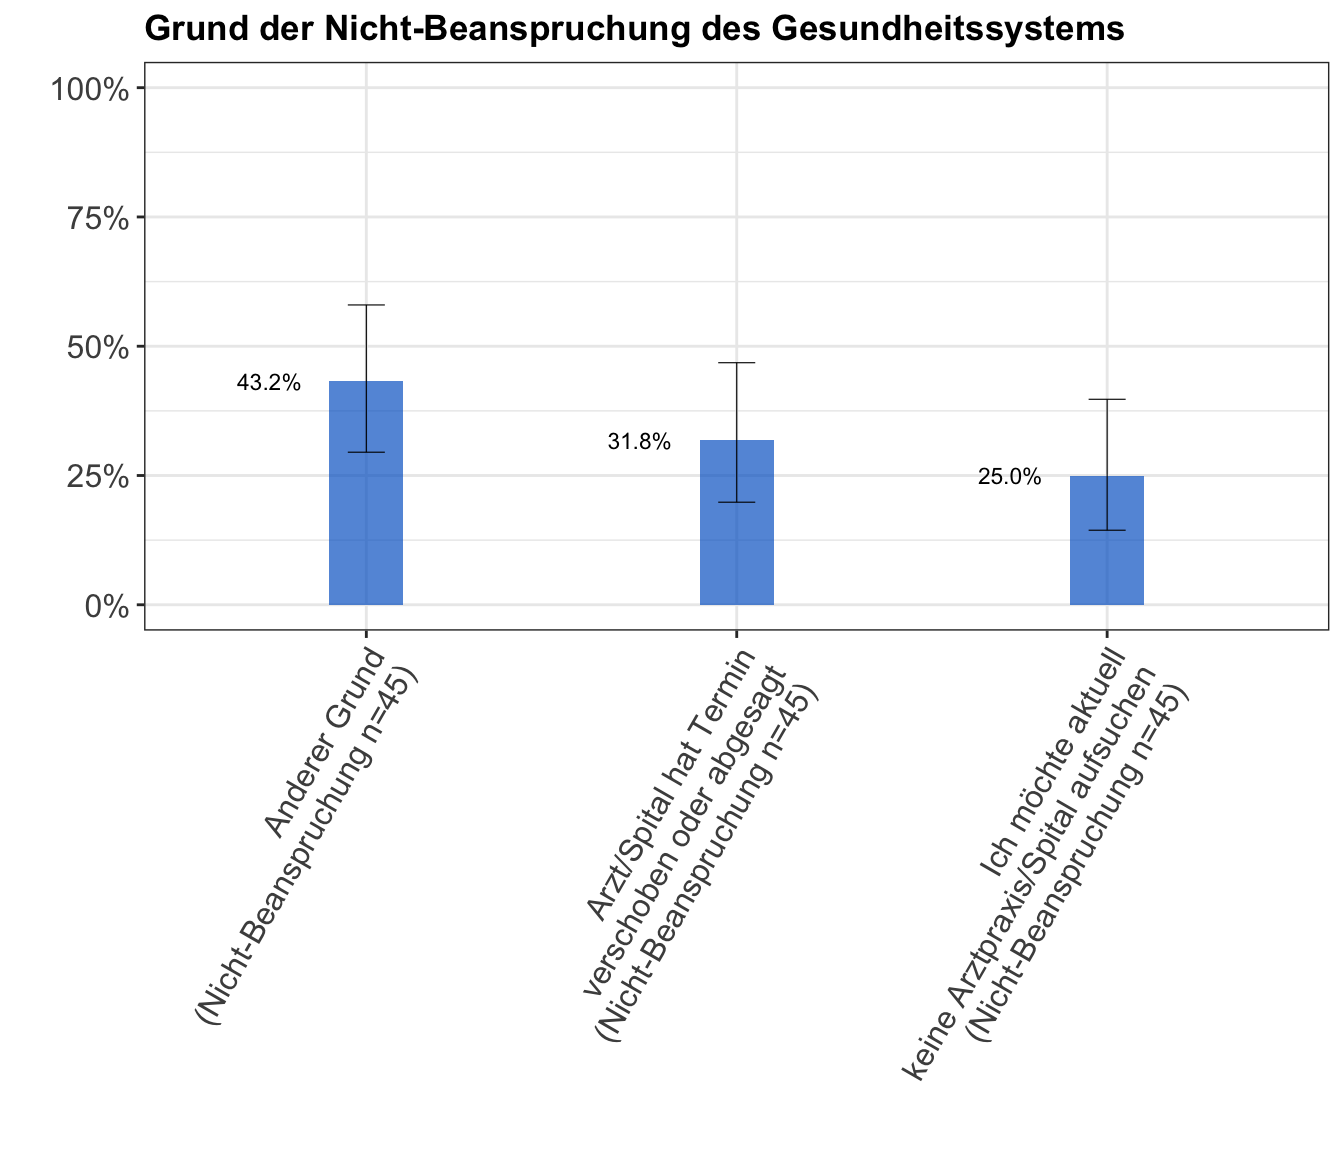 Grund der Nicht-Beanspruchung des Gesundheitssystems
100%
75%
50%
25%
0%
43.2%
31.8%
25.0%
Anderer Grund
(Nicht-Beanspruchung n=45)
Arzt/Spital hat Termin
verschoben oder abgesagt
(Nicht-Beanspruchung n=45)
Ich möchte aktuell
keine Arztpraxis/Spital aufsuchen
(Nicht-Beanspruchung n=45)